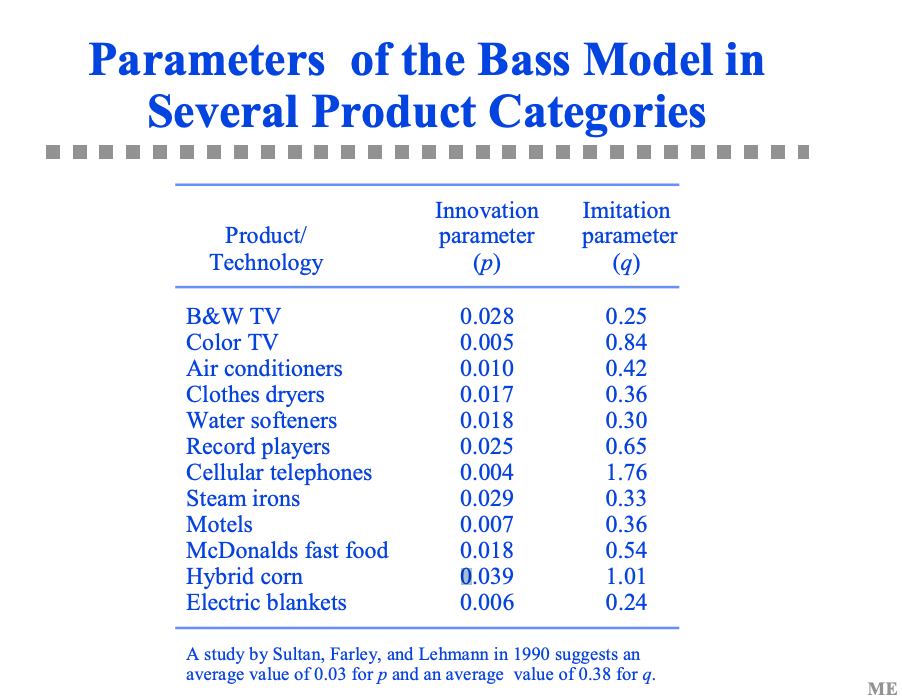 Parameters of the Bass Model in
Several Product Categories
Product/
Technology
Innovation
parameter
(p)
Imitation
parameter
(q)
B&W TV 0.028 0.25
Color TV 0.005 0.84
Air conditioners 0.010 0.42
Clothes dryers 0.017 0.36
Water softeners 0.018 0.30
Record players 0.025 0.65
Cellular telephones 0.004 1.76
Steam irons 0.029 0.33
Motels 0.007 0.36
McDonalds fast food 0.018 0.54
Hybrid corn 0.039 1.01
Electric blankets 0.006 0.24
A study by Sultan, Farley, and Lehmann in 1990 suggests an
average value of 0.03 for p and an average value of 0.38 for q.
ME